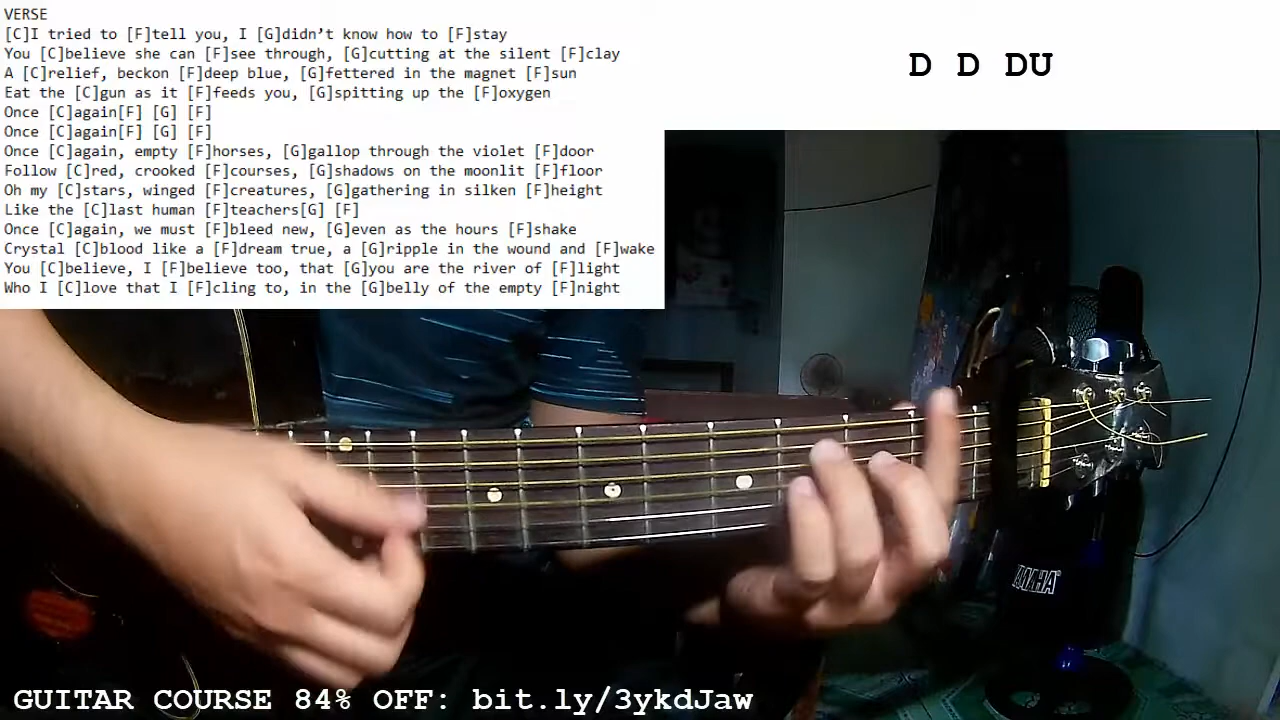 VERSE
[C]I tried to [F]tell you, I [G]didn’t know how to [F]stay
You [C]believe she can [F]see through, [G]cutting at the silent [F]clay
A [C]relief, beckon [F]deep blue, [G]fettered in the magnet [F]sun
Eat the [C]gun as it [F]feeds you, [G]spitting up the [F]oxygen
Once [C]again[F] [G] [F]
Once [C]again[F] [G] [F]
Once [C]again, empty [F]horses, [G]gallop through the violet [F]door
Follow [C]red, crooked [F]courses, [G]shadows on the moonlit [F]floor
Oh my [C]stars, winged [F]creatures, [G]gathering in silken [F]height
Like the [C]last human [F]teachers[G] [F]
Once [C]again, we must [F]bleed new, [G]even as the hours [F]shake
Crystal [C]blood like a [F]dream true, a [G]ripple in the wound and [F]wake
You [C]believe, I [F]believe too, that [G]you are the river of [F]light
Who I [C]love that I [F]cling to, in the [G]belly of the empty [F]night
D D DU
YAMAHA
GUITAR COURSE 84% OFF: bit.ly/3ykdJaw